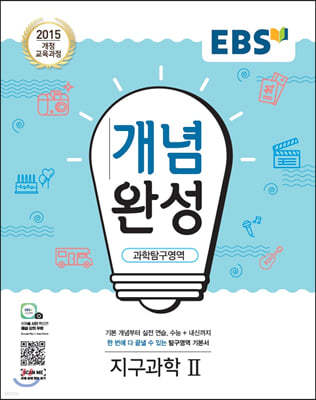 2015
개정
교육과정
EBS
개념
완성
과학탐구영역
기본 개념부터 실전 연습, 수능 + 내신까지
한 번에 다 끝낼 수 있는 탐구영역 기본서
지구과학 II
SCAN ME